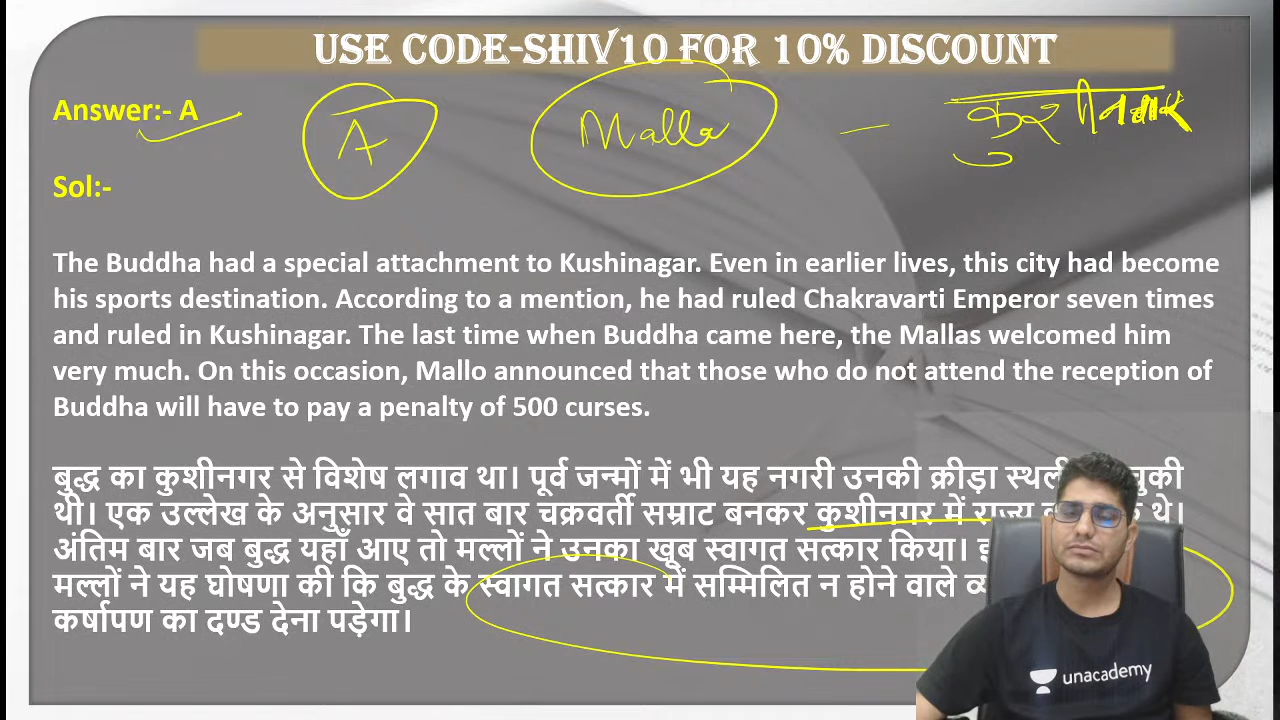 USE CODE-SHIV10 FOR 10% DISCOUNT
Answer:- A
A
Malla
Sol:-
The Buddha had a special attachment to Kushinagar. Even in earlier lives, this city had become
his sports destination. According to a mention, he had ruled Chakravarti Emperor seven times
and ruled in Kushinagar. The last time when Buddha came here, the Mallas welcomed him
very much. On this occasion, Mallo announced that those who do not attend the reception of
Buddha will have to pay a penalty of 500 curses.
बुद्ध का कुशीनगर से विशेष लगाव था। पूर्व जन्मों में भी यह नगरी उनकी क्रीड़ा स्थली चुकी
थी। एक उल्लेख के अनुसार वे सात बार चक्रवर्ती सम्राट बनकर कुशीनगर में राज्य थे।
अंतिम बार जब बुद्ध यहाँ आए तो मल्लों ने उनका खूब स्वागत सत्कार किया।
मल्लों ने यह घोषणा की कि बुद्ध के स्वागत सत्कार में सम्मिलित न होने वाले
कर्षापण का दण्ड देना पड़ेगा।
unacademy